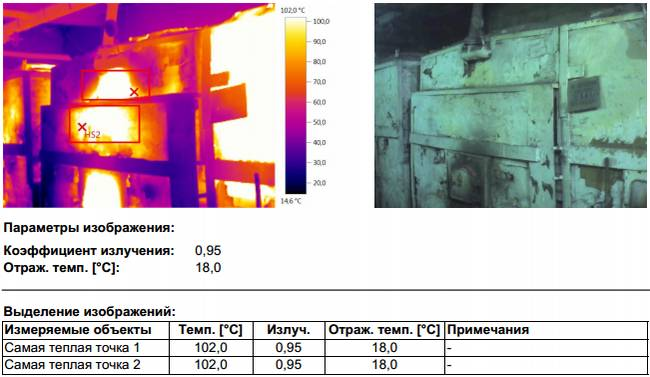 102,0 °C
100,0
90,0
80,0
70,0
60,0
50,0
40,0
30,0
20,0
14,6 °C
HS2
Параметры изображения:
Коэффициент излучения: 0,95
Отраж. темп. [°C]: 18,0
Выделение изображений:
Измеряемые объекты Темп. [°C] Излуч. Отраж. темп. [°C] Примечания
Самая теплая точка 1 102,0 0,95 18,0 -
Самая теплая точка 2 102,0 0,95 18,0 -